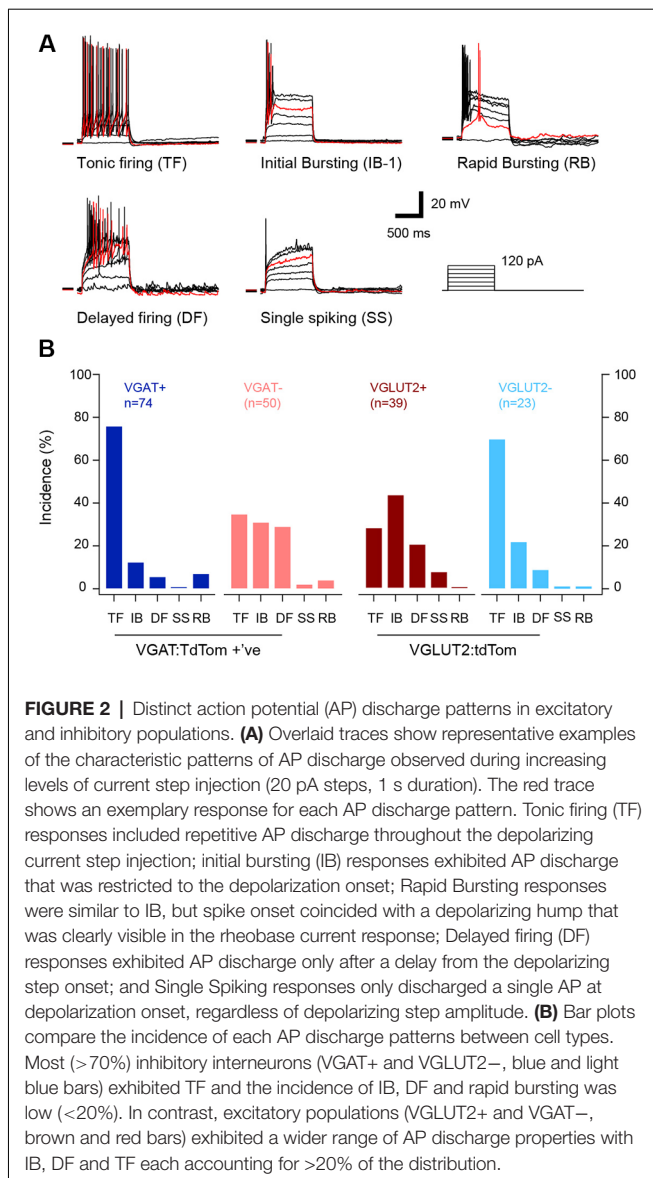 A
Tonic firing (TF)
Initial Bursting (IB-1)
Rapid Bursting (RB)
20 mV
500 ms
120 pA
Delayed firing (DF)
Single spiking (SS)
B
100
80
60
40
20
0
Incidence (%)
VGAT+
n=74
VGAT-
(n=50)
VGLUT2+
(n=39)
VGLUT2-
(n=23)
100
80
60
40
20
0
TF IB DF SS RB
TF IB DF SS RB
TF IB DF SS RB
TF IB DF SS RB
VGAT:TdTom +'ve
VGLUT2:tdTom
FIGURE 2 | Distinct action potential (AP) discharge patterns in excitatory
and inhibitory populations. (A) Overlaid traces show representative examples
of the characteristic patterns of AP discharge observed during increasing
levels of current step injection (20 pA steps, 1 s duration). The red trace
shows an exemplary response for each AP discharge pattern. Tonic firing (TF)
responses included repetitive AP discharge throughout the depolarizing
current step injection; initial bursting (IB) responses exhibited AP discharge
that was restricted to the depolarization onset; Rapid Bursting responses
were similar to IB, but spike onset coincided with a depolarizing hump that
was clearly visible in the rheobase current response; Delayed firing (DF)
responses exhibited AP discharge only after a delay from the depolarizing
step onset; and Single Spiking responses only discharged a single AP at
depolarization onset, regardless of depolarizing step amplitude. (B) Bar plots
compare the incidence of each AP discharge patterns between cell types.
Most (>70%) inhibitory interneurons (VGAT+ and VGLUT2−, blue and light
blue bars) exhibited TF and the incidence of IB, DF and rapid bursting was
low (<20%). In contrast, excitatory populations (VGLUT2+ and VGAT−,
brown and red bars) exhibited a wider range of AP discharge properties with
IB, DF and TF each accounting for >20% of the distribution.